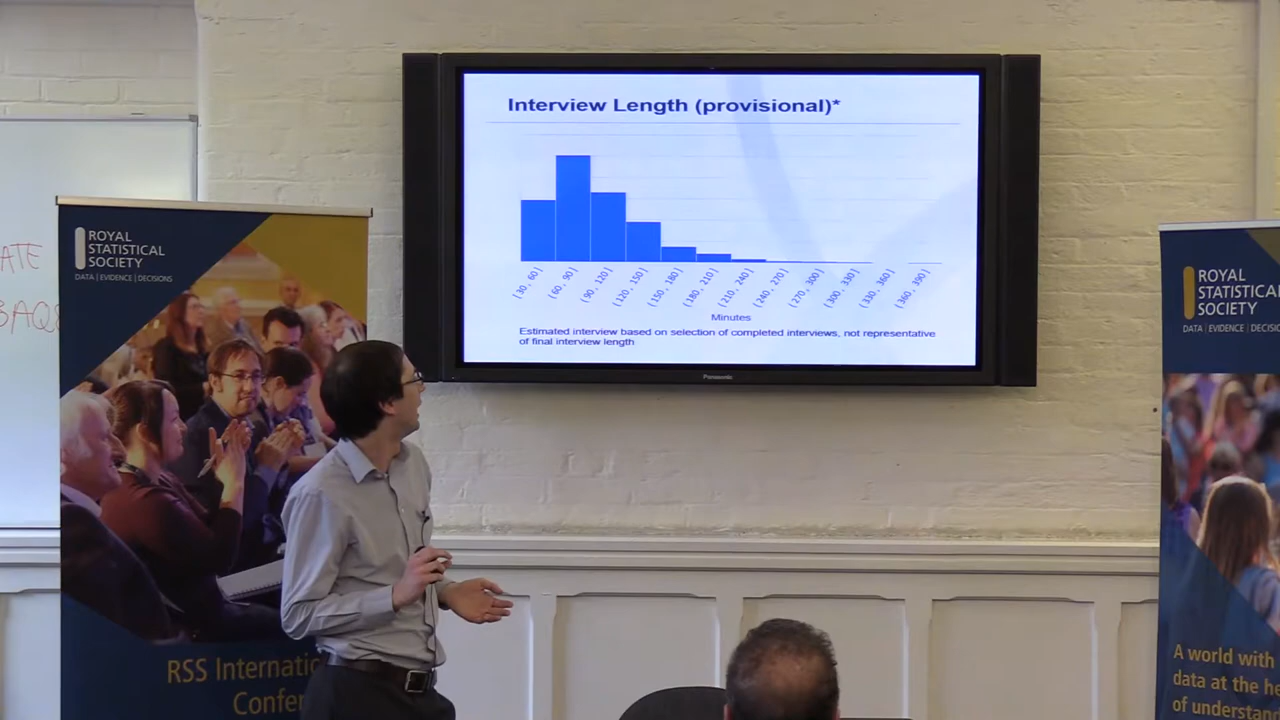 Interview Length (provisional)*
[30, 60]
(60, 90]
(90, 120]
(120, 150]
(150, 180]
(180, 210]
(210, 240]
(240, 270]
(270, 300]
(300, 330]
(330, 360]
(360, 390]
Minutes
Estimated interview based on selection of completed interviews, not representative
of final interview length
Panasonic
ATE
ROYAL
STATISTICAL
SOCIETY
DATA | EVIDENCE | DECISIONS
RSS Internatio
Confer
ROYAL
STATISTICA
SOCIETY
DATA | EVIDENCE | DECISIO
A world with
data at the he
of understan